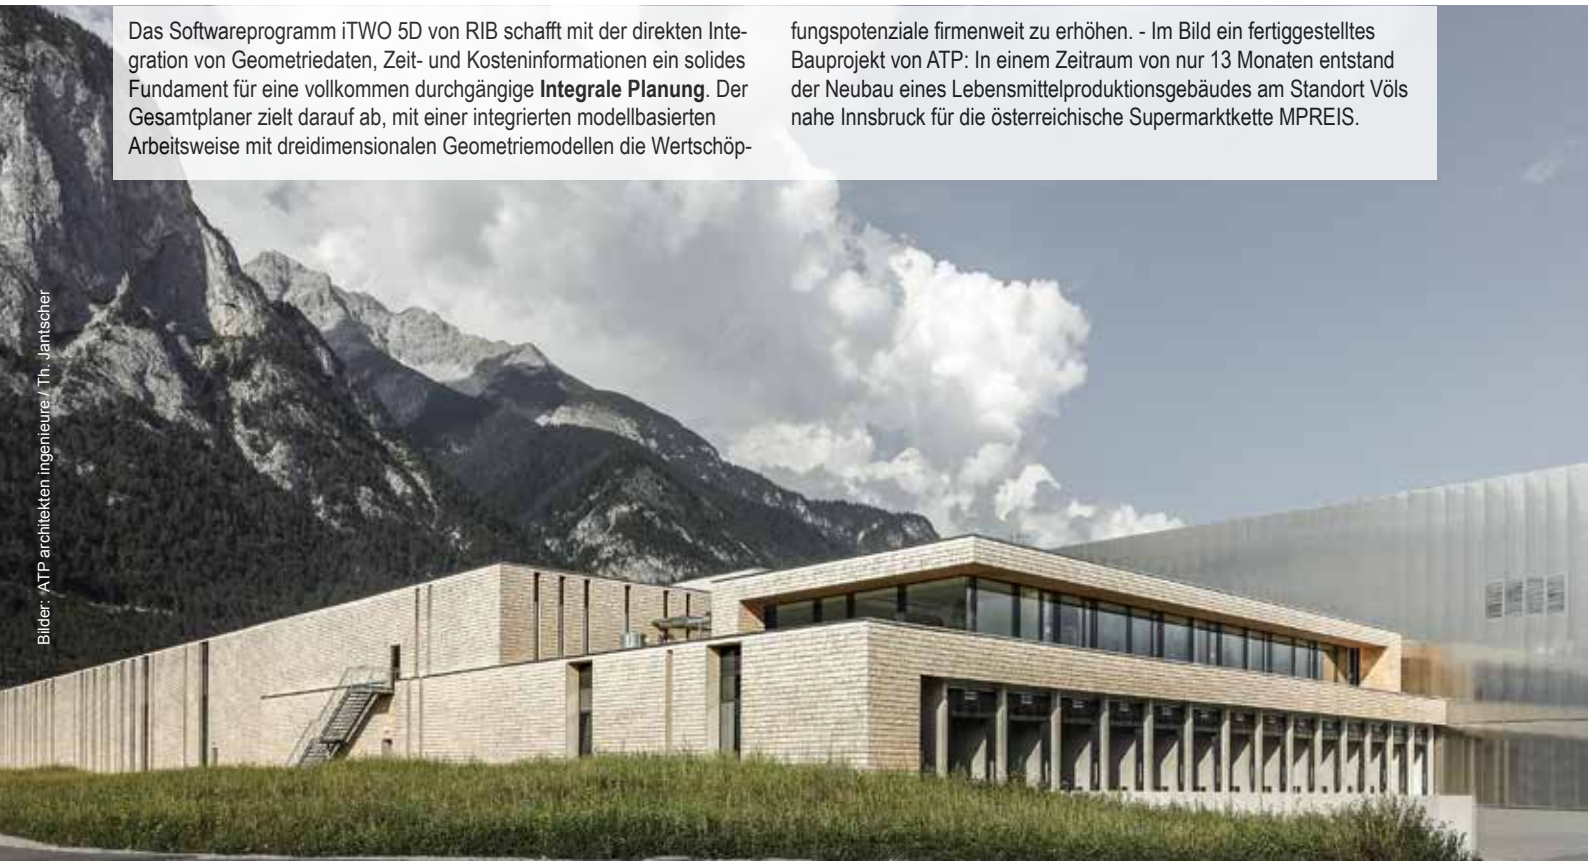 Das Softwareprogramm iTWO 5D von RIB schafft mit der direkten Inte-
gration von Geometriedaten, Zeit- und Kosteninformationen ein solides
Fundament für eine vollkommen durchgängige Integrale Planung. Der
Gesamtplaner zielt darauf ab, mit einer integrierten modellbasierten
Arbeitsweise mit dreidimensionalen Geometriemodellen die Wertschöp-
fungspotenziale firmenweit zu erhöhen. - Im Bild ein fertiggestelltes
Bauprojekt von ATP: In einem Zeitraum von nur 13 Monaten entstand
der Neubau eines Lebensmittelproduktionsgebäudes am Standort Völs
nahe Innsbruck für die österreichische Supermarktkette MPREIS.
Bilder: ATP architekten ingenieure / Th. Jantscher